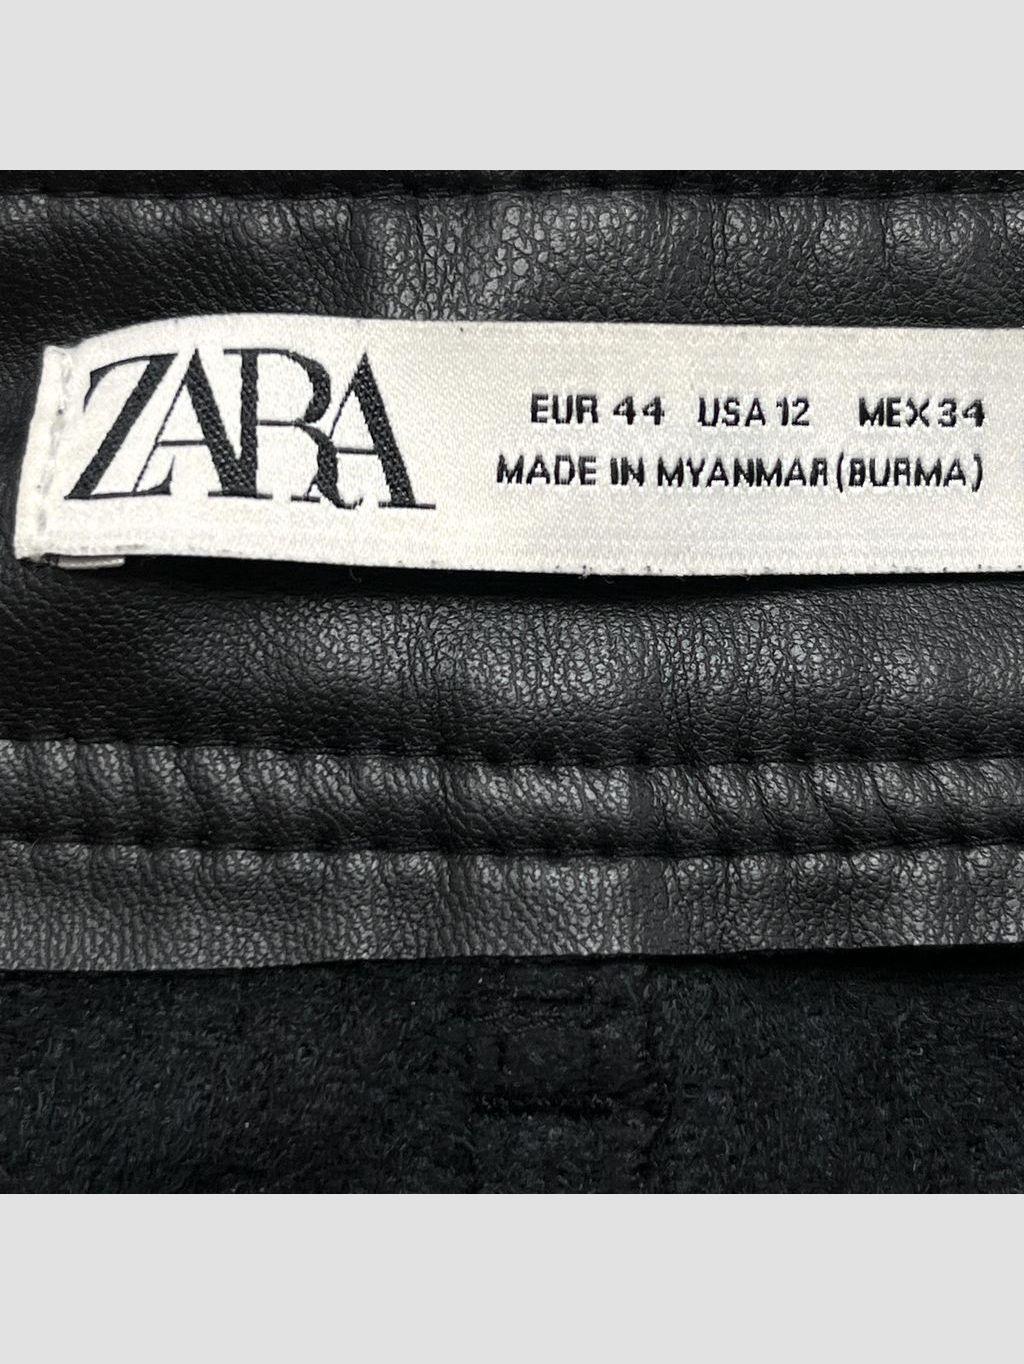 ZARA
EUR 44 USA 12 MEX 34
MADE IN MYANMAR (BURMA)